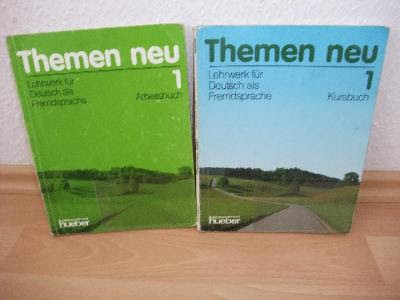 Themen neu
1
Lehrwerk für
Deutsch als
Fremdsprache
Arbeitsbuch
hueber
Themen neu
1
Lehrwerk für
Deutsch als
Fremdsprache
Kursbuch
hueber